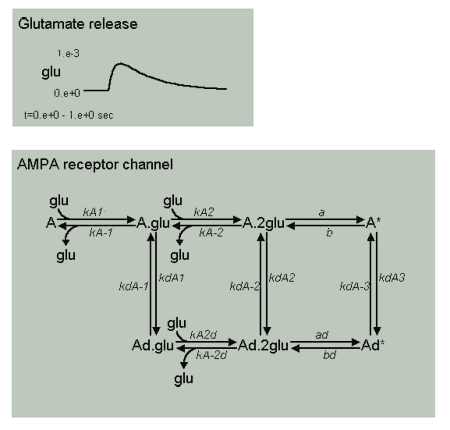 Glutamate release
1.e-3
glu
0.e+0
t=0.e+0 - 1.e+0 sec
AMPA receptor channel
glu glu
kA1 kA2 a
A A.glu A.2glu A*
kA-1 kA-2 b
glu glu
kdA-1 kdA1 kdA-2 kdA2 kdA-3 kdA3
glu
kA2d ad
Ad.glu Ad.2glu Ad*
kA-2d bd
glu